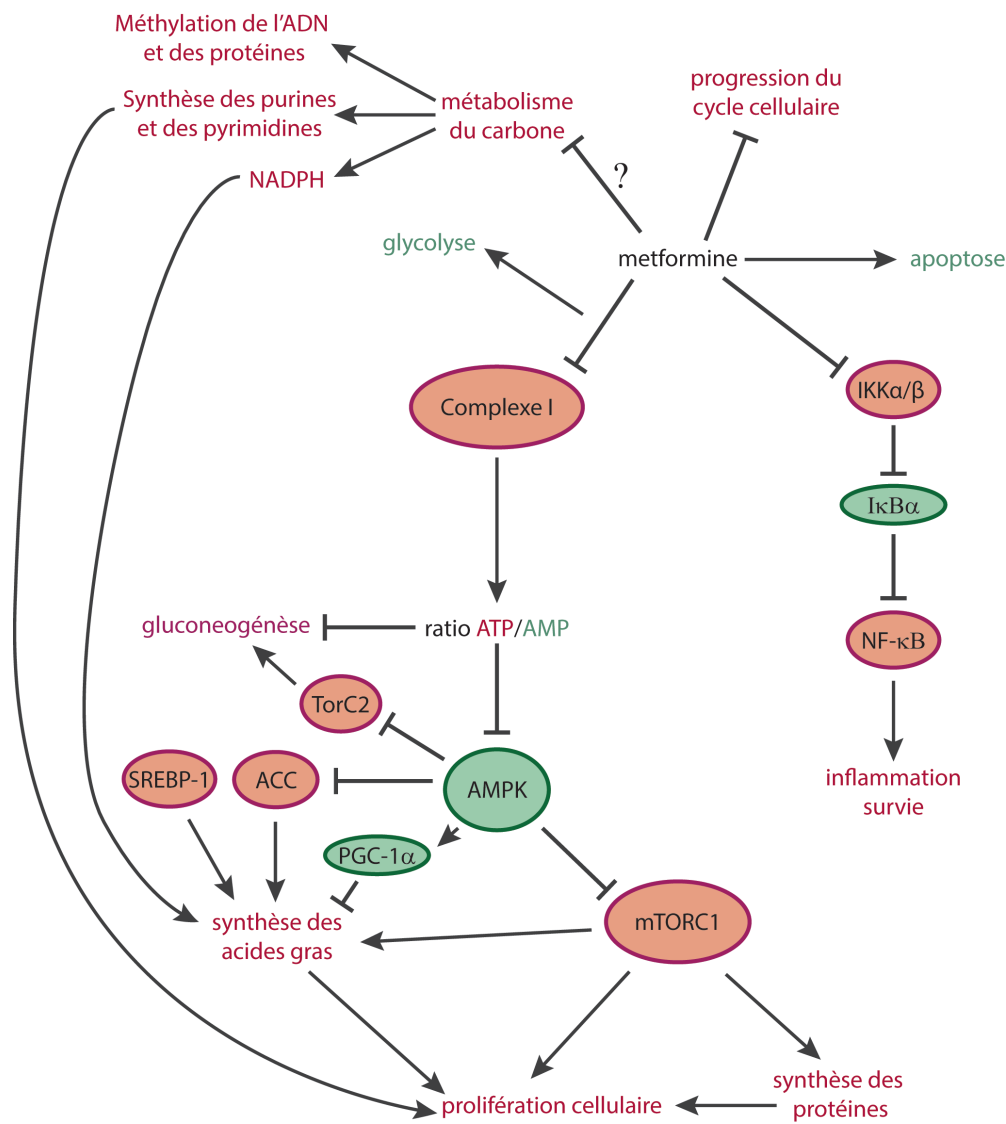 Méthylation de l'ADN
et des protéines
Synthèse des purines
et des pyrimidines
NADPH
métabolisme
du carbone
progression du
cycle cellulaire
?
glycolyse
metformine
apoptose
Complexe I
IKKα/β
IκBα
NF-κB
inflammation
survie
gluconeogénèse
ratio ATP/AMP
TorC2
SREBP-1
ACC
AMPK
PGC-1α
synthèse des
acides gras
mTORC1
prolifération cellulaire
synthèse des
protéines